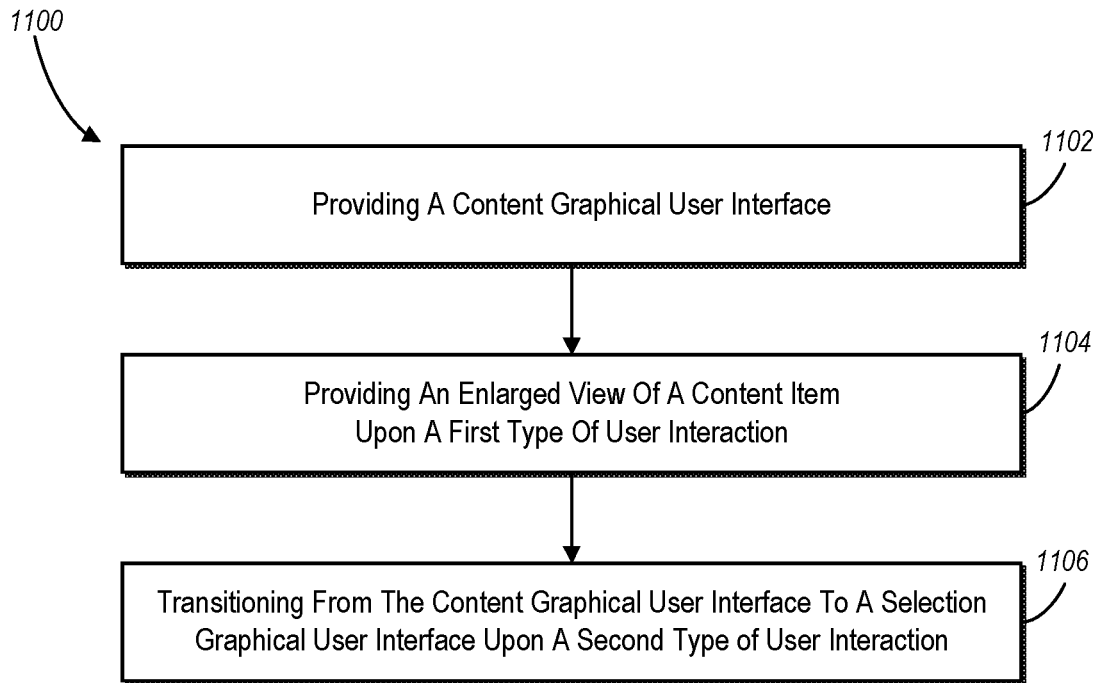 1100
1102
Providing A Content Graphical User Interface
1104
Providing An Enlarged View Of A Content Item
Upon A First Type Of User Interaction
1106
Transitioning From The Content Graphical User Interface To A Selection
Graphical User Interface Upon A Second Type of User Interaction